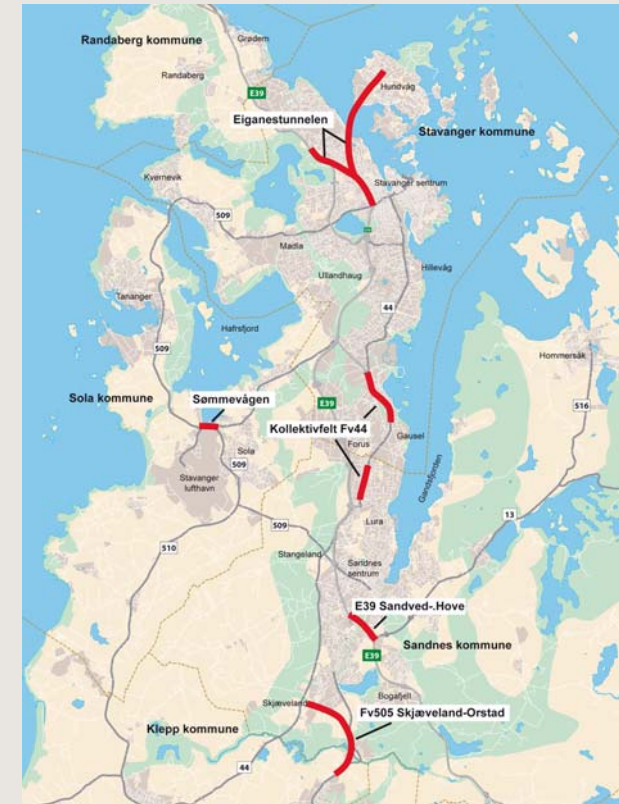 Randaberg kommune
Grødem
Randaberg
E39
Hundvåg
Eiganestunnelen
Stavanger kommune
Kvernevik
Stavanger sentrum
509
Madla
Ullandhaug
Hillevåg
Tananger
44
Hafrsfjord
509
Hommersåk
Sola kommune
Sømmevågen
E39
516
Kollektivfelt Fv44
Gausel
Forus
Sola
509
Stavanger
lufthavn
Gandsfjorden
13
Lura
509
510
Stangeland
Sandnes
sentrum
E39 Sandved-.Hove
Sandnes kommune
E39
Skjæveland
Bogafjell
Fv505 Skjæveland-Orstad
Klepp kommune
44